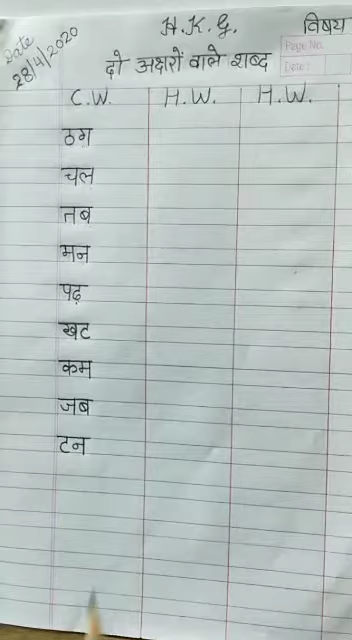 Date
28/4/2020
H.K.G.
विषय
Page No.
Date:
दो अक्षरों वाले शब्द
C.W. H.W. H.W.
ठग
चल
तब
मन
पढ़
खट
कम
जब
टन